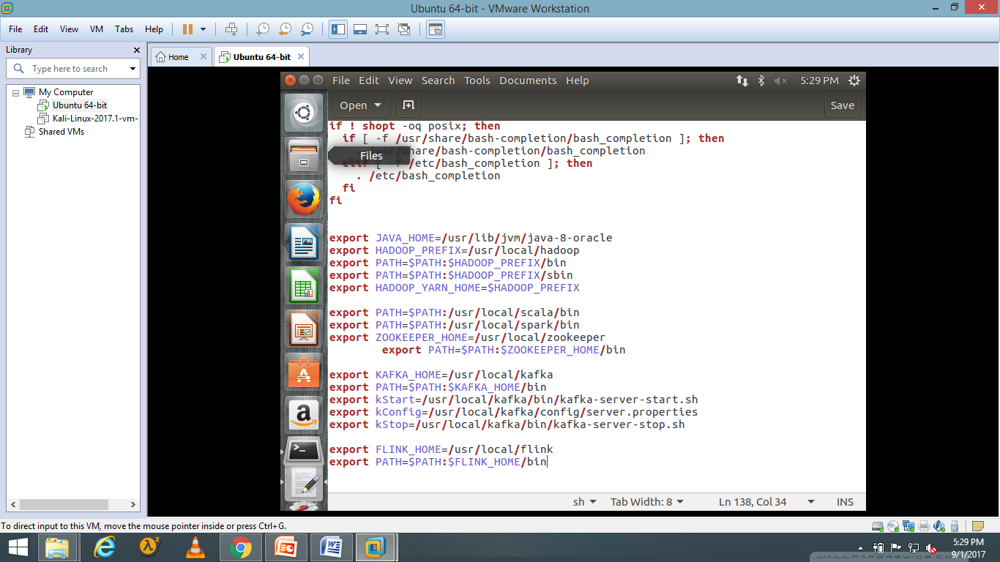 Ubuntu 64-bit - VMware Workstation
File Edit View VM Tabs Help
Library
Type here to search
My Computer
Ubuntu 64-bit
Kali-Linux-2017.1-vm-
Shared VMs
Home
Ubuntu 64-bit
File Edit View Search Tools Documents Help
5:29 PM
Open
Save
if ! shopt -oq posix; then
  if [ -f /usr/share/bash-completion/bash_completion ]; then
share/bash-completion/bash_completion
Files
/etc/bash_completion ]; then
    . /etc/bash_completion
  fi
fi
export JAVA_HOME=/usr/lib/jvm/java-8-oracle
export HADOOP_PREFIX=/usr/local/hadoop
export PATH=$PATH:$HADOOP_PREFIX/bin
export PATH=$PATH:$HADOOP_PREFIX/sbin
export HADOOP_YARN_HOME=$HADOOP_PREFIX
export PATH=$PATH:/usr/local/scala/bin
export PATH=$PATH:/usr/local/spark/bin
export ZOOKEEPER_HOME=/usr/local/zookeeper
        export PATH=$PATH:$ZOOKEEPER_HOME/bin
export KAFKA_HOME=/usr/local/kafka
export PATH=$PATH:$KAFKA_HOME/bin
export kStart=/usr/local/kafka/bin/kafka-server-start.sh
export kConfig=/usr/local/kafka/config/server.properties
export kStop=/usr/local/kafka/bin/kafka-server-stop.sh
export FLINK_HOME=/usr/local/flink
export PATH=$PATH:$FLINK_HOME/bin
sh Tab Width: 8 Ln 138, Col 34 INS
To direct input to this VM, move the mouse pointer inside or press Ctrl+G.
5:29 PM
9/1/2017
WALLPAPERSWIDE.COM